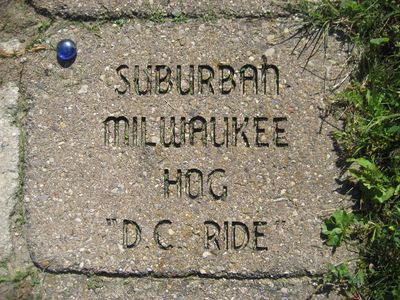 SUBURBAN
MILWAUKEE
HOG
"D.C. RIDE"